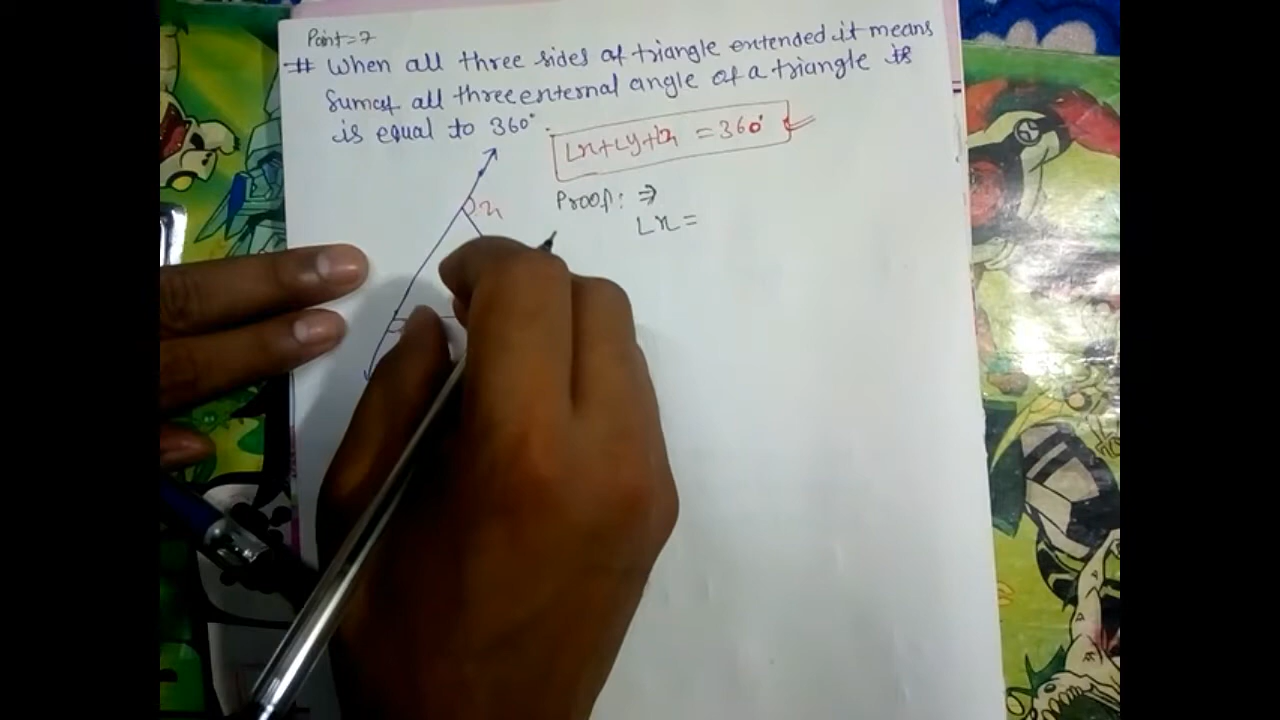 Point=7
# When all three sides of triangle extended it means
Sum of all three enternal angle of a triangle is
is equal to 360°
∠x+∠y+∠z =360°
Proof: ⇒
∠x=
x